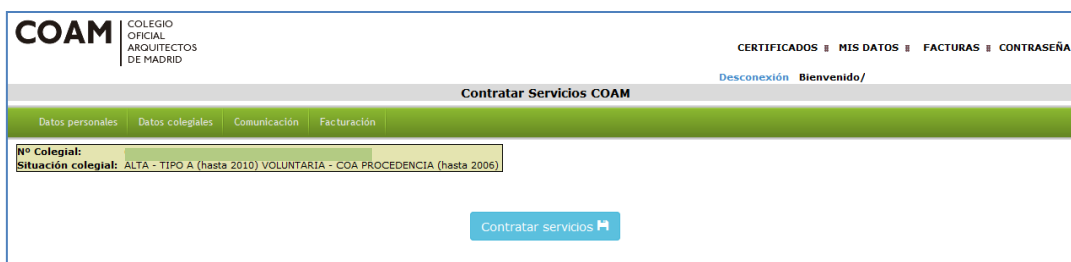 COAM
COLEGIO
OFICIAL
ARQUITECTOS
DE MADRID
CERTIFICADOS MIS DATOS FACTURAS CONTRASEÑA
Desconexión Bienvenido/
Contratar Servicios COAM
Datos personales Datos colegiales Comunicación Facturación
Nº Colegial:
Situación colegial: ALTA - TIPO A (hasta 2010) VOLUNTARIA - COA PROCEDENCIA (hasta 2006)
Contratar servicios